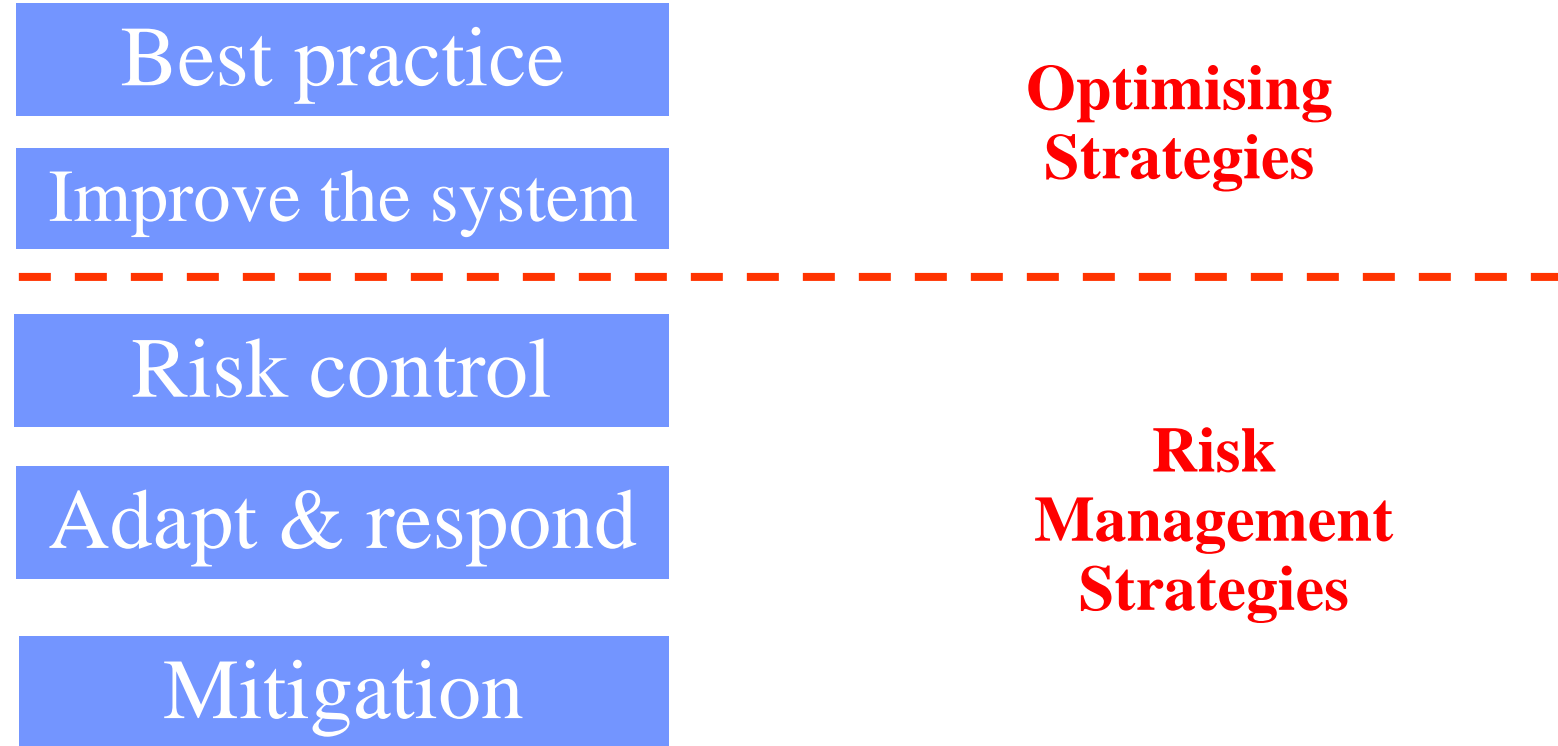 Best practice
Improve the system
Optimising
Strategies
Risk control
Adapt & respond
Mitigation
Risk
Management
Strategies